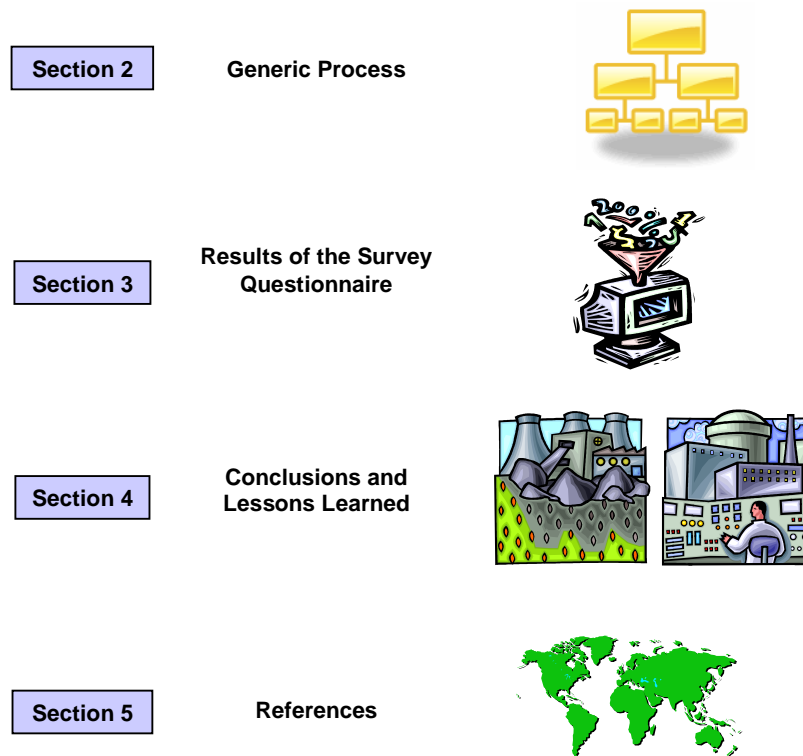 Section 2
Generic Process
Section 3
Results of the Survey
Questionnaire
Section 4
Conclusions and
Lessons Learned
Section 5
References